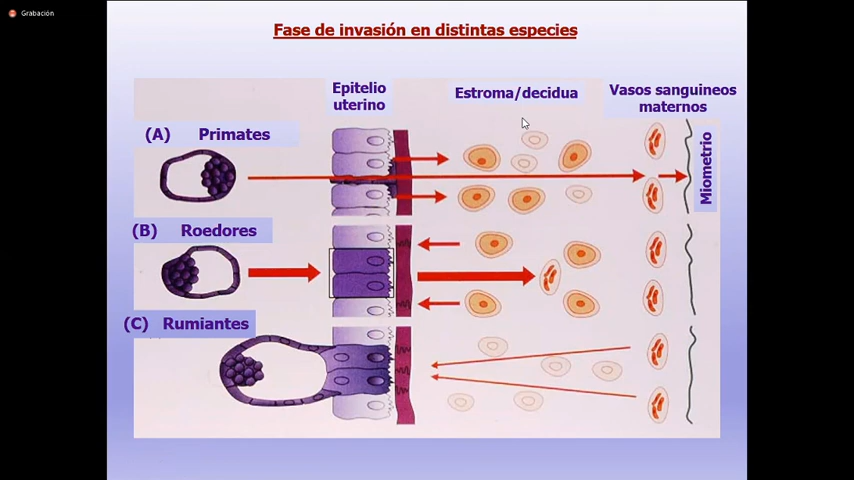 Grabación
Fase de invasión en distintas especies
Epitelio
uterino
Estroma/decidua
Vasos sanguineos
maternos
(A) Primates
Miometrio
(B) Roedores
(C) Rumiantes